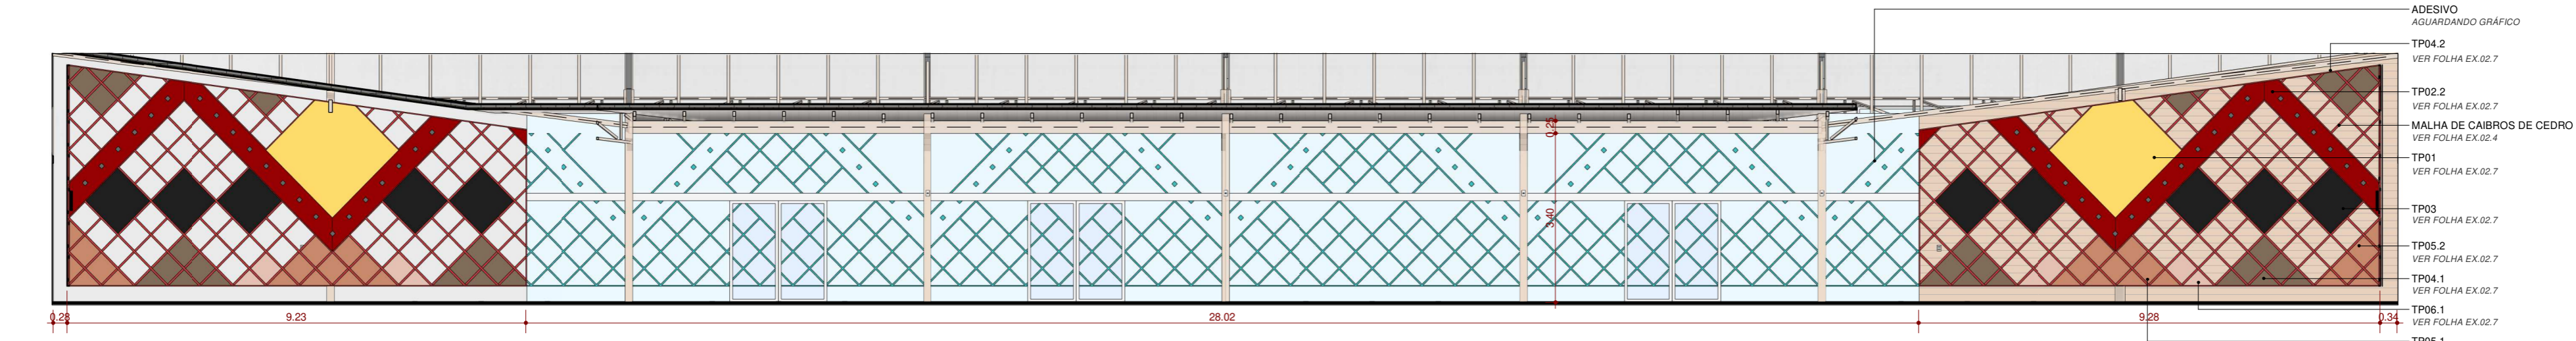 ADESIVO
AGUARDANDO GRÁFICO
TP04.2
VER FOLHA EX.02.7
TP02.2
VER FOLHA EX.02.7
MALHA DE CAIBROS DE CEDRO
VER FOLHA EX.02.4
TP01
VER FOLHA EX.02.7
TP03
VER FOLHA EX.02.7
TP05.2
VER FOLHA EX.02.7
TP04.1
VER FOLHA EX.02.7
TP06.1
VER FOLHA EX.02.7
TP05.1
0.25
3.40
0.28
9.23
28.02
9.28
0.34